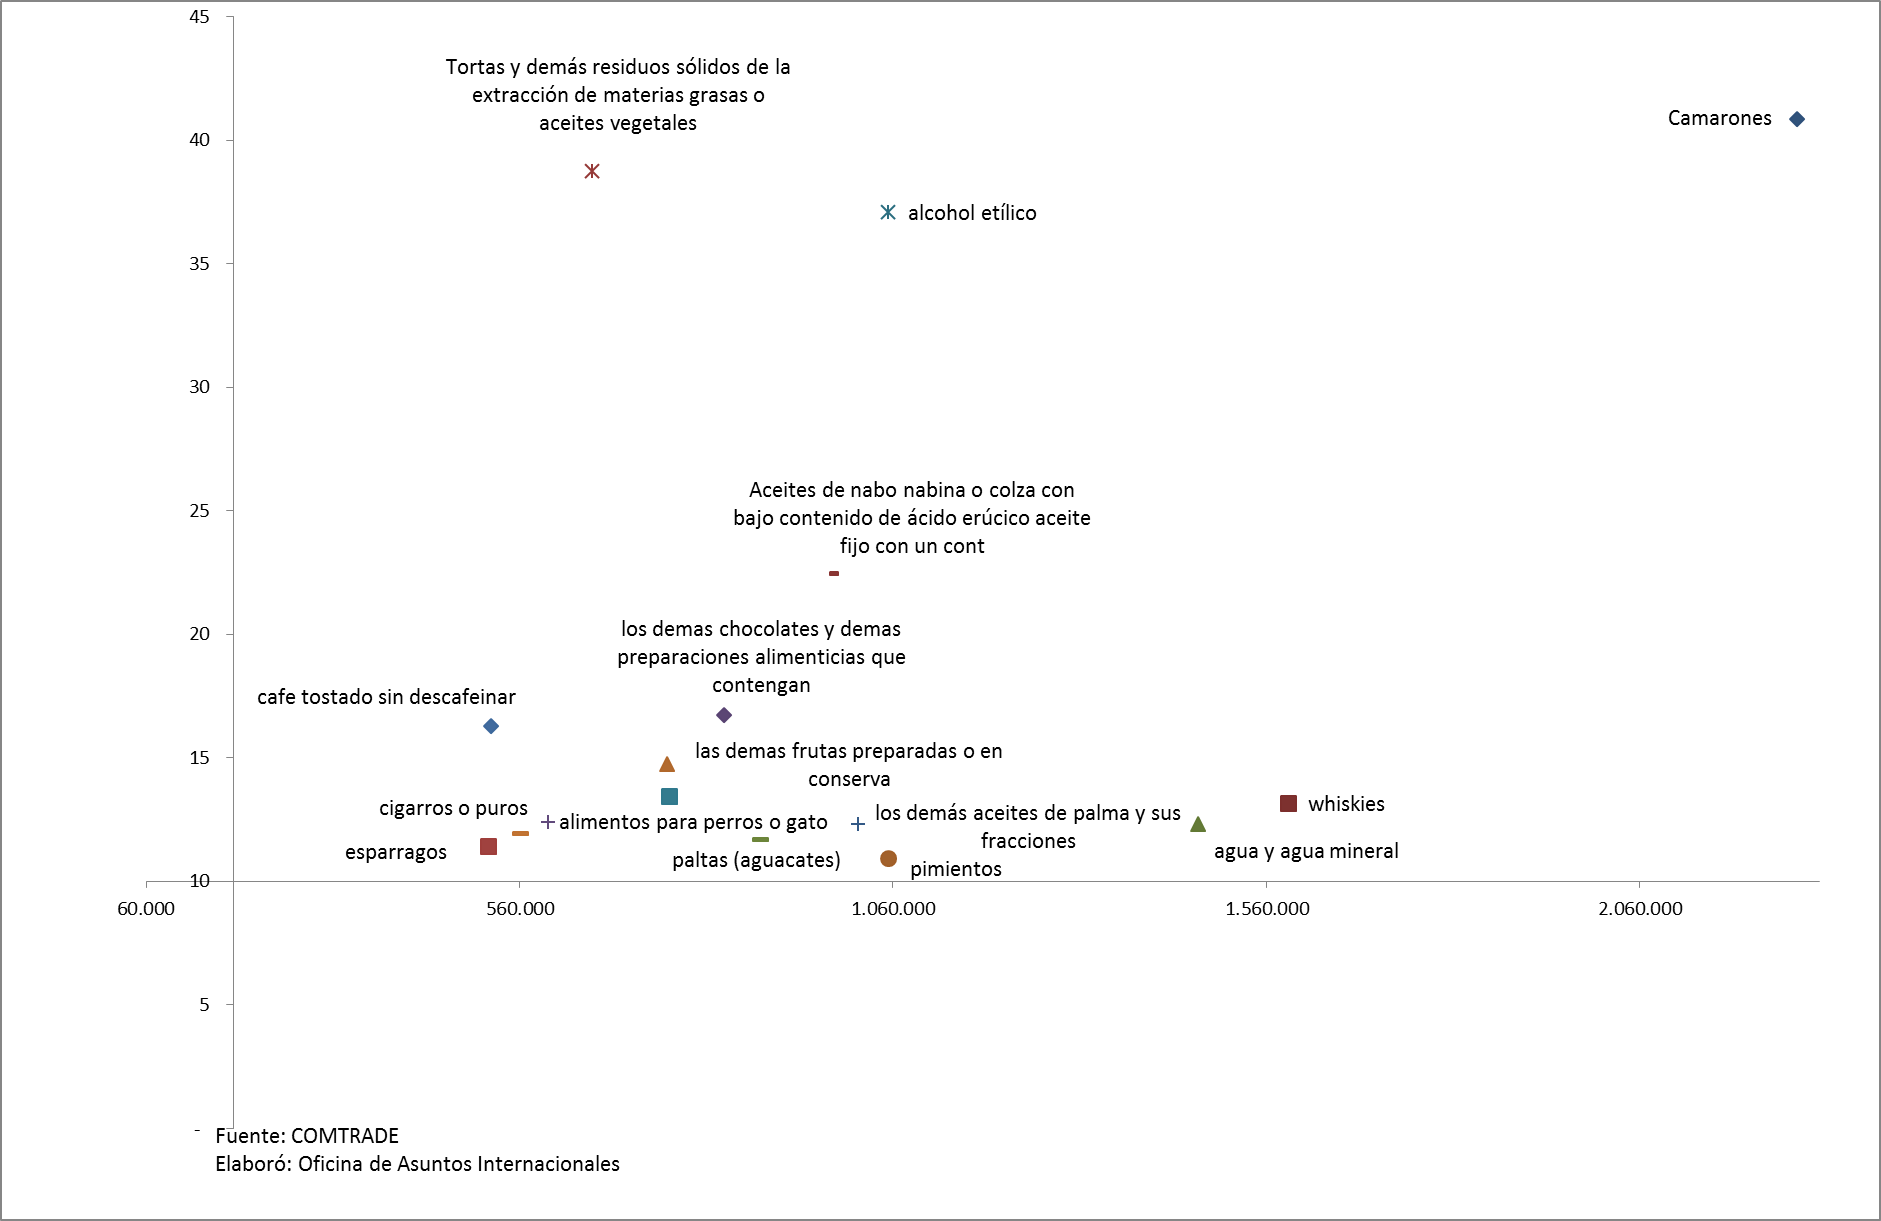 45
Tortas y demás residuos sólidos de la
extracción de materias grasas o
aceites vegetales
Camarones
40
alcohol etílico
35
30
Aceites de nabo nabina o colza con
bajo contenido de ácido erúcico aceite
fijo con un cont
25
los demas chocolates y demas
preparaciones alimenticias que
contengan
20
cafe tostado sin descafeinar
las demas frutas preparadas o en
conserva
15
cigarros o puros
alimentos para perros o gato
los demás aceites de palma y sus
fracciones
whiskies
esparragos
paltas (aguacates)
pimientos
agua y agua mineral
10
60.000
560.000
1.060.000
1.560.000
2.060.000
5
-
Fuente: COMTRADE
Elaboró: Oficina de Asuntos Internacionales